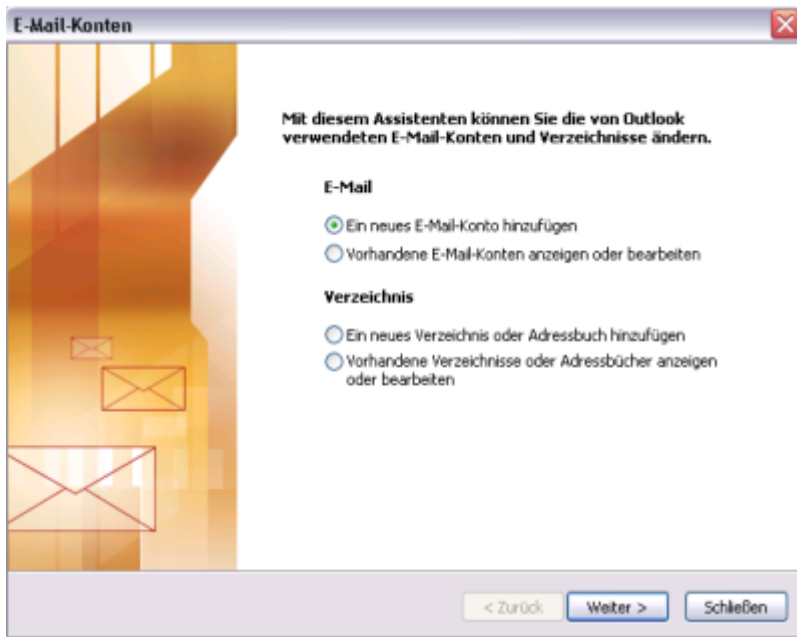 E-Mail-Konten
Mit diesem Assistenten können Sie die von Outlook
verwendeten E-Mail-Konten und Verzeichnisse ändern.
E-Mail
Ein neues E-Mail-Konto hinzufügen
Vorhandene E-Mail-Konten anzeigen oder bearbeiten
Verzeichnis
Ein neues Verzeichnis oder Adressbuch hinzufügen
Vorhandene Verzeichnisse oder Adressbücher anzeigen
oder bearbeiten
< Zurück Weiter > Schließen